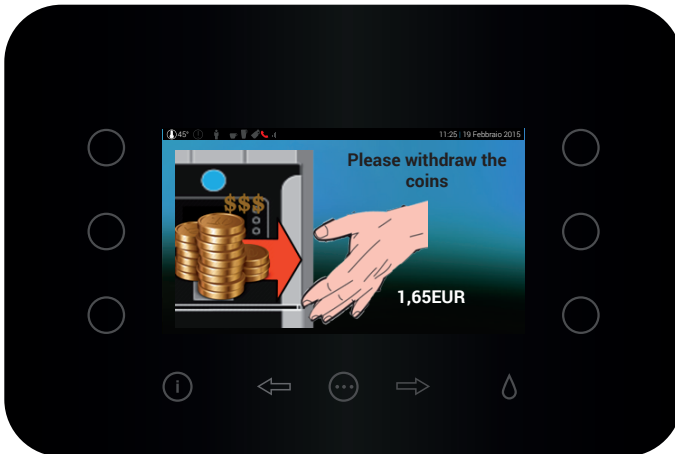 45°
11:25 | 19 Febbraio 2015
Please withdraw the
coins
$$$
1,65EUR
i